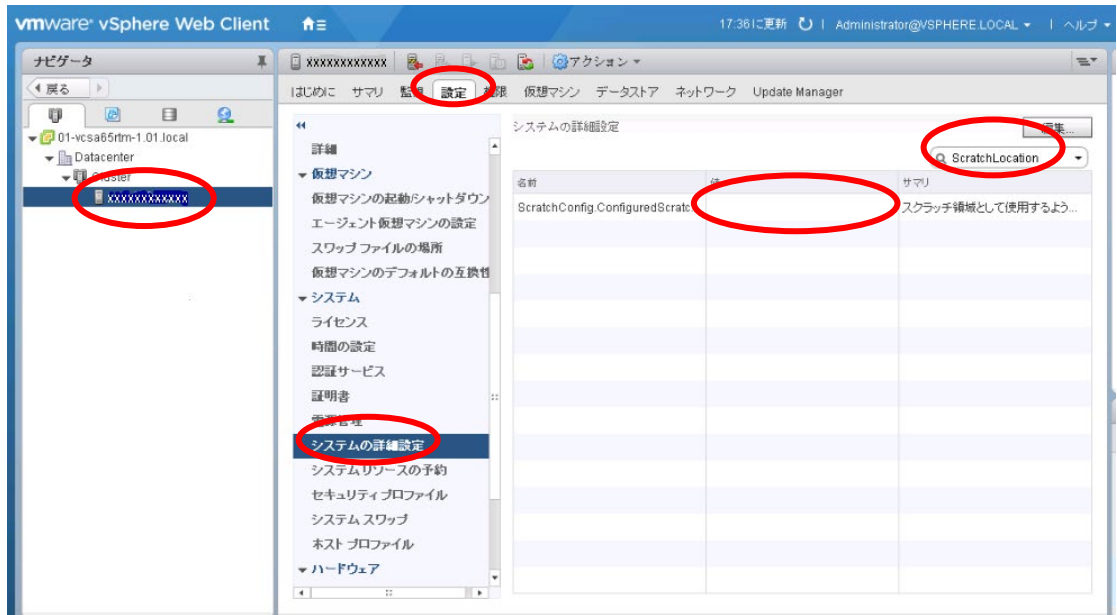 vmware® vSphere Web Client
17:36に更新 | Administrator@VSPHERE.LOCAL | ヘルプ
ナビゲータ
戻る
01-vcsa65rtm-1.01.local
Datacenter
Cluster
XXXXXXXXXXXX
XXXXXXXXXXXX | アクション
はじめに サマリ 監視 設定 権限 仮想マシン データストア ネットワーク Update Manager
詳細
仮想マシン
仮想マシンの起動/シャットダウン
エージェント仮想マシンの設定
スワップ ファイルの場所
仮想マシンのデフォルトの互換性
システム
ライセンス
時間の設定
認証サービス
証明書
電源管理
システムの詳細設定
システムリソースの予約
セキュリティ プロファイル
システム スワップ
ホスト プロファイル
ハードウェア
システムの詳細設定
編集...
ScratchLocation
名前 値 サマリ
ScratchConfig.ConfiguredScratc... スクラッチ領域として使用するよう...